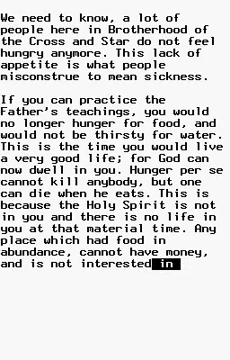 We need to know, a lot of
people here in Brotherhood of
the Cross and Star do not feel
hungry anymore. This lack of
appetite is what people
misconstrue to mean sickness.
If you can practice the
Father's teachings, you would
no longer hunger for food, and
would not be thirsty for water.
This is the time you would live
a very good life; for God can
now dwell in you. Hunger per se
cannot kill anybody, but one
can die when he eats. This is
because the Holy Spirit is not
in you and there is no life in
you at that material time. Any
place which had food in
abundance, cannot have money,
and is not interested in